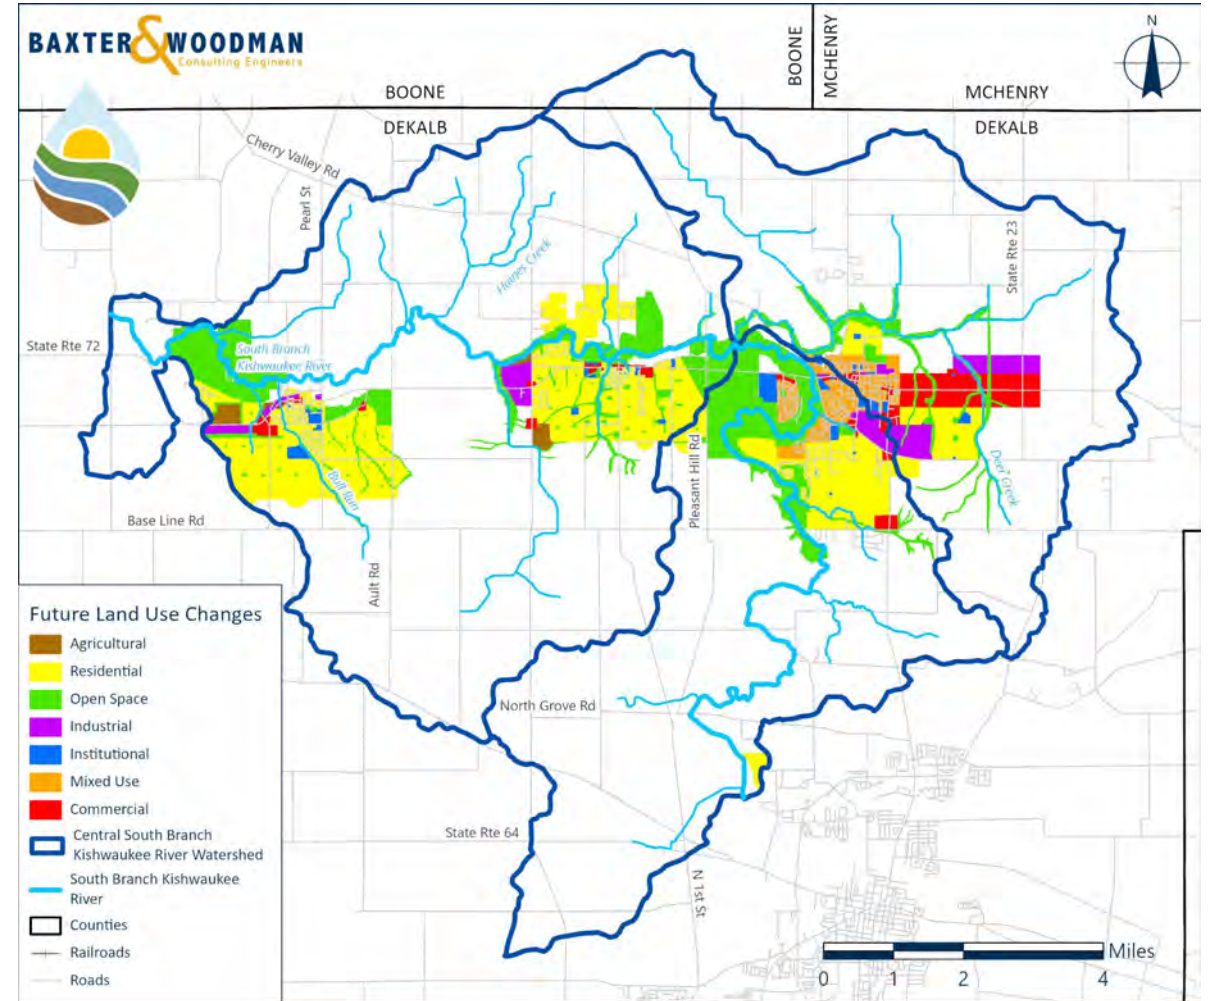 BAXTER & WOODMAN
Consulting Engineers
BOONE
DEKALB
BOONE
MCHENRY
MCHENRY
DEKALB
N
Cherry Valley Rd
Pearl St
State Rte 23
Haines Creek
State Rte 72
South Branch
Kishwaukee River
Pleasant Hill Rd
Deer Creek
Bull Run
Base Line Rd
Ault Rd
North Grove Rd
State Rte 64
N 1st St
Future Land Use Changes
Agricultural
Residential
Open Space
Industrial
Institutional
Mixed Use
Commercial
Central South Branch
Kishwaukee River Watershed
South Branch Kishwaukee
River
Counties
Railroads
Roads
Miles
0 1 2 4